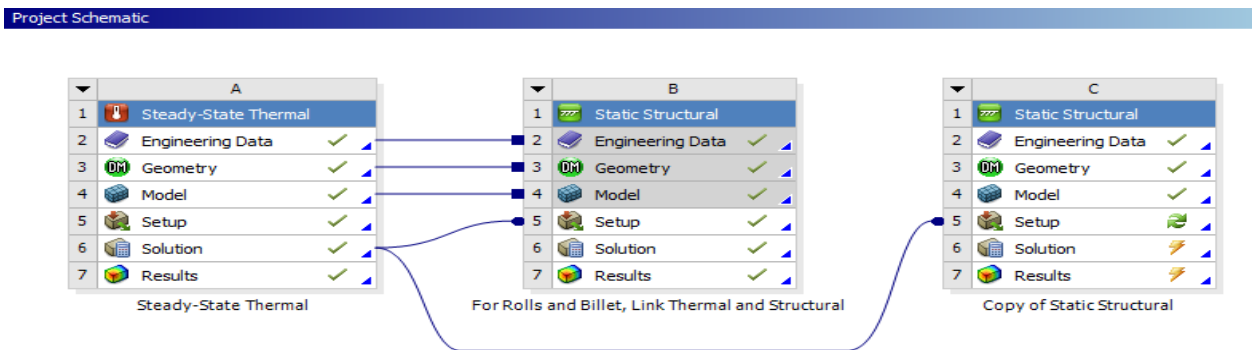 Project Schematic
A
1 Steady-State Thermal
2 Engineering Data
3 DM Geometry
4 Model
5 Setup
6 Solution
7 Results
Steady-State Thermal
B
1 Static Structural
2 Engineering Data
3 DM Geometry
4 Model
5 Setup
6 Solution
7 Results
For Rolls and Billet, Link Thermal and Structural
C
1 Static Structural
2 Engineering Data
3 DM Geometry
4 Model
5 Setup
6 Solution
7 Results
Copy of Static Structural